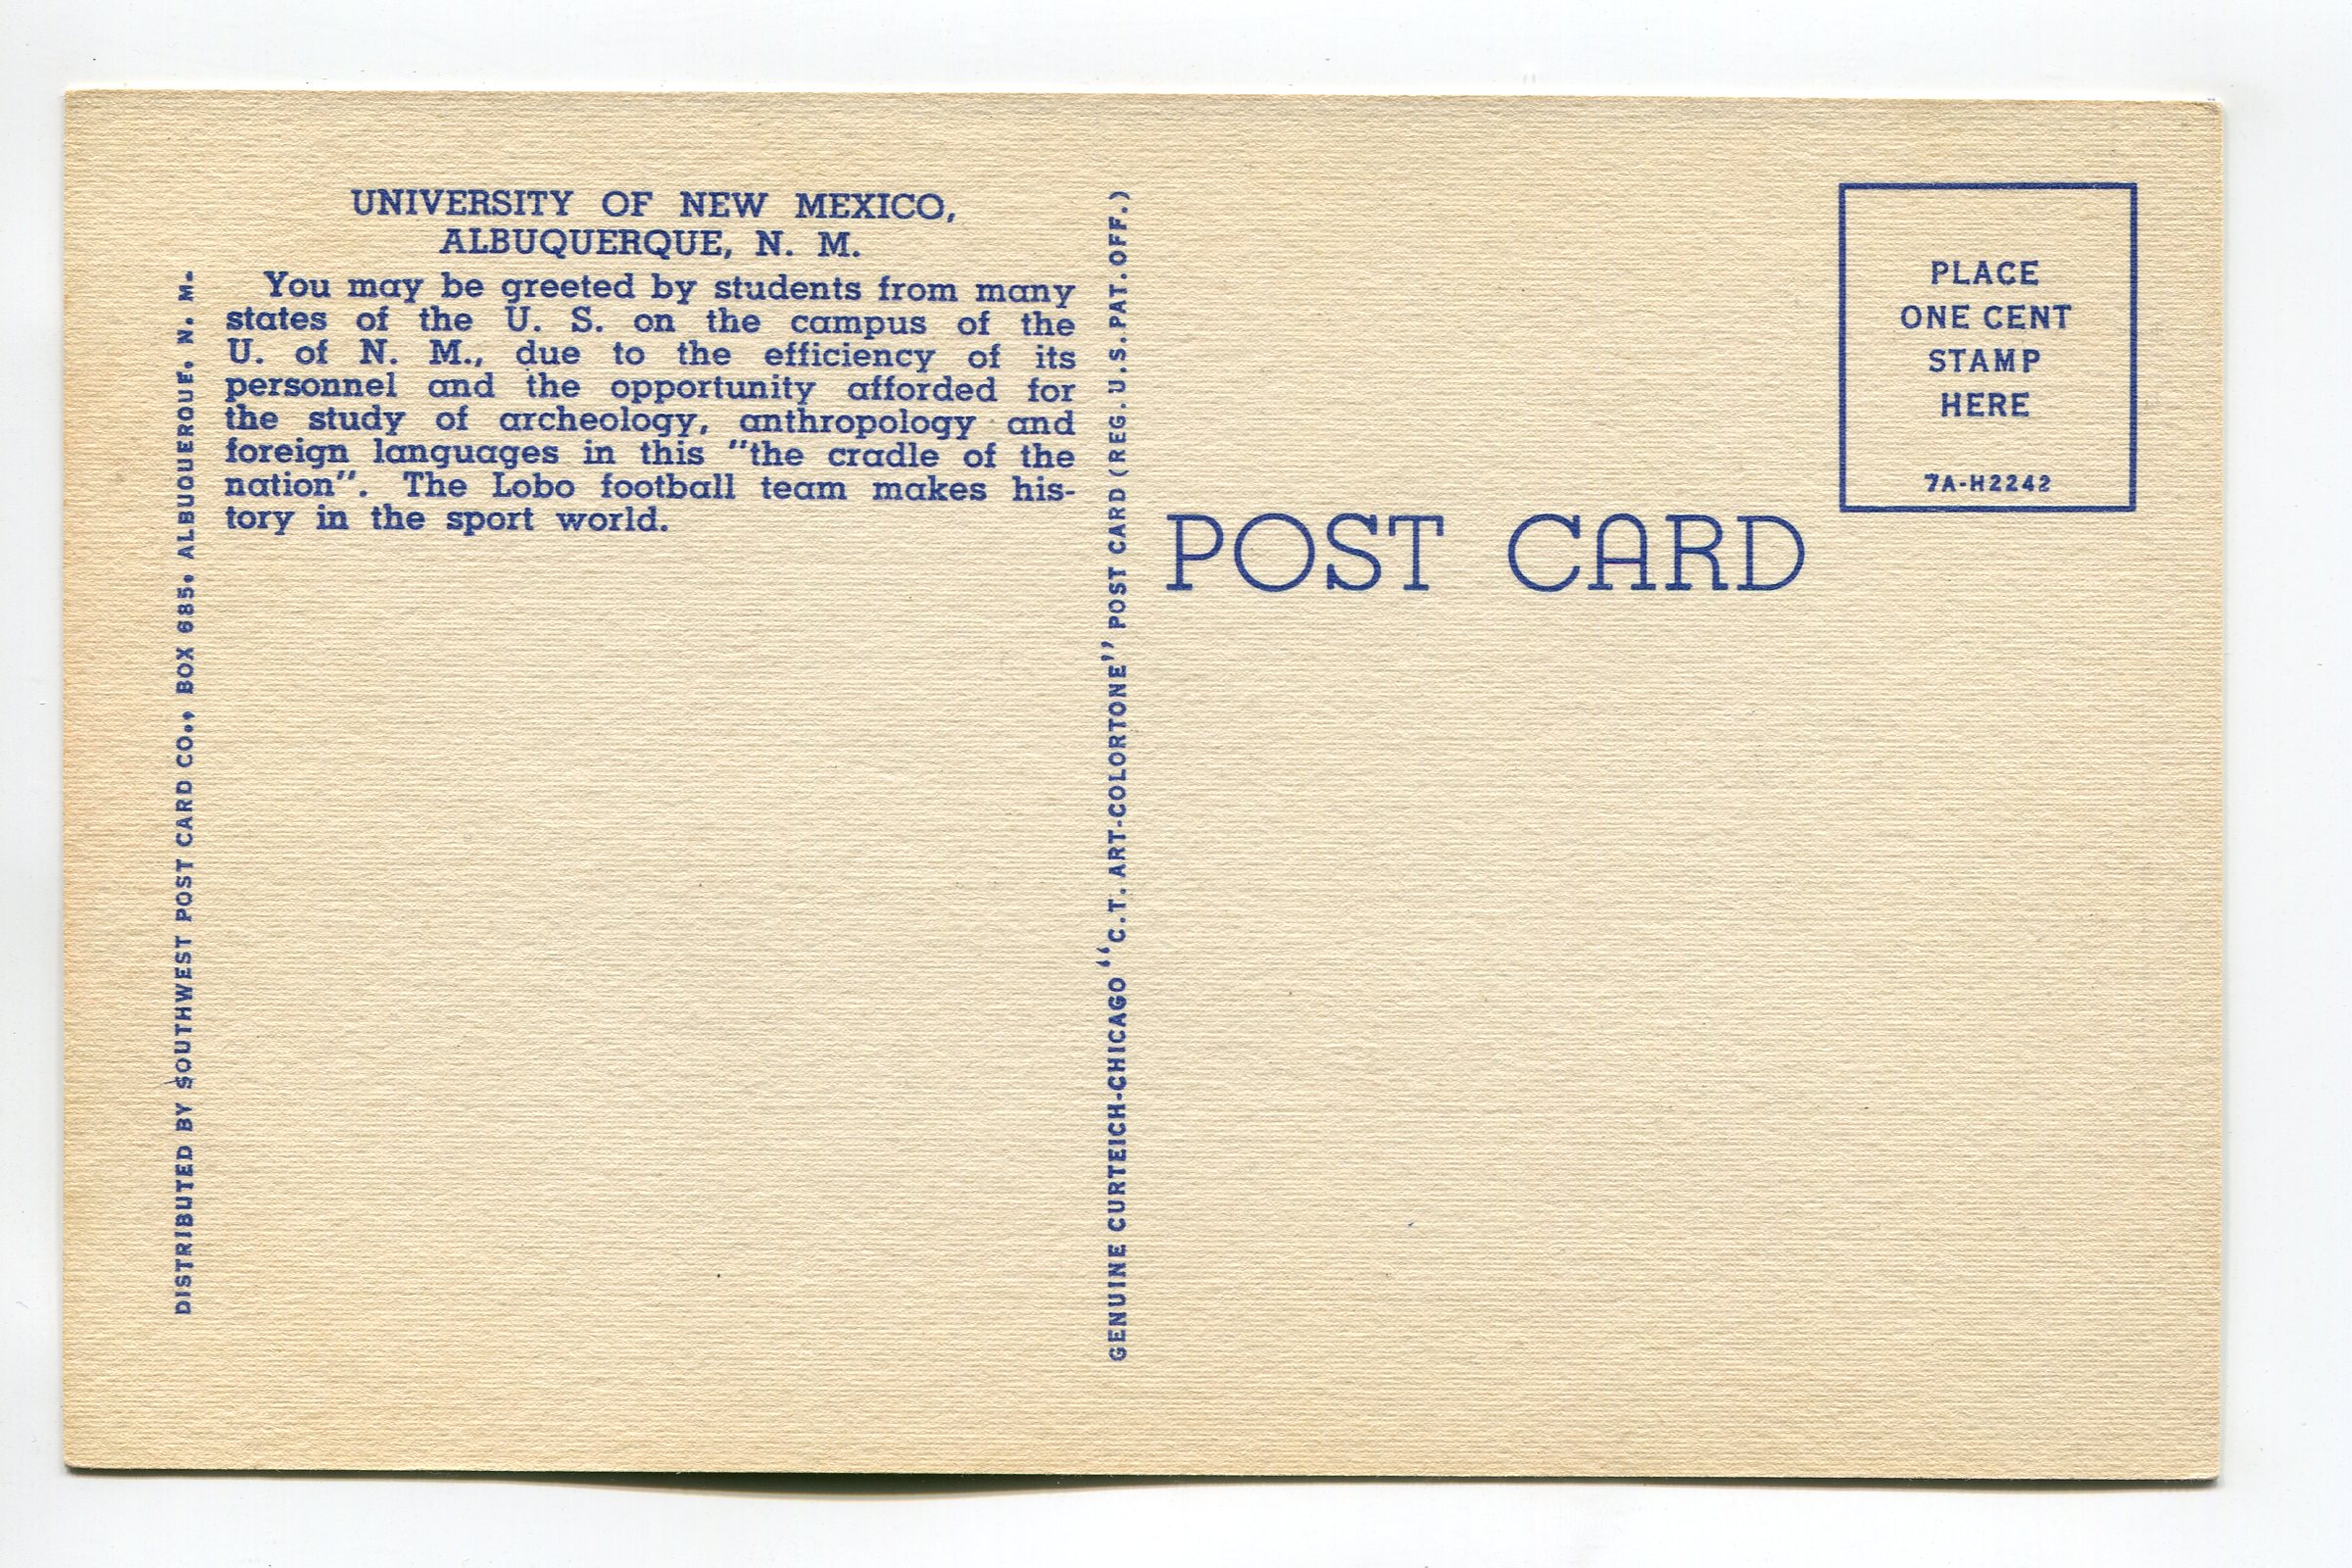 UNIVERSITY OF NEW MEXICO,
ALBUQUERQUE, N. M.
You may be greeted by students from many
states of the U. S. on the campus of the
U. of N. M., due to the efficiency of its
personnel and the opportunity afforded for
the study of archeology, anthropology and
foreign languages in this "the cradle of the
nation". The Lobo football team makes his-
tory in the sport world.
DISTRIBUTED BY SOUTHWEST POST CARD CO., BOX 685, ALBUQUERQUE, N. M.
GENUINE CURTEICH-CHICAGO "C.T. ART-COLORTONE" POST CARD (REG. U.S. PAT. OFF.)
POST CARD
PLACE
ONE CENT
STAMP
HERE
7A-H2242